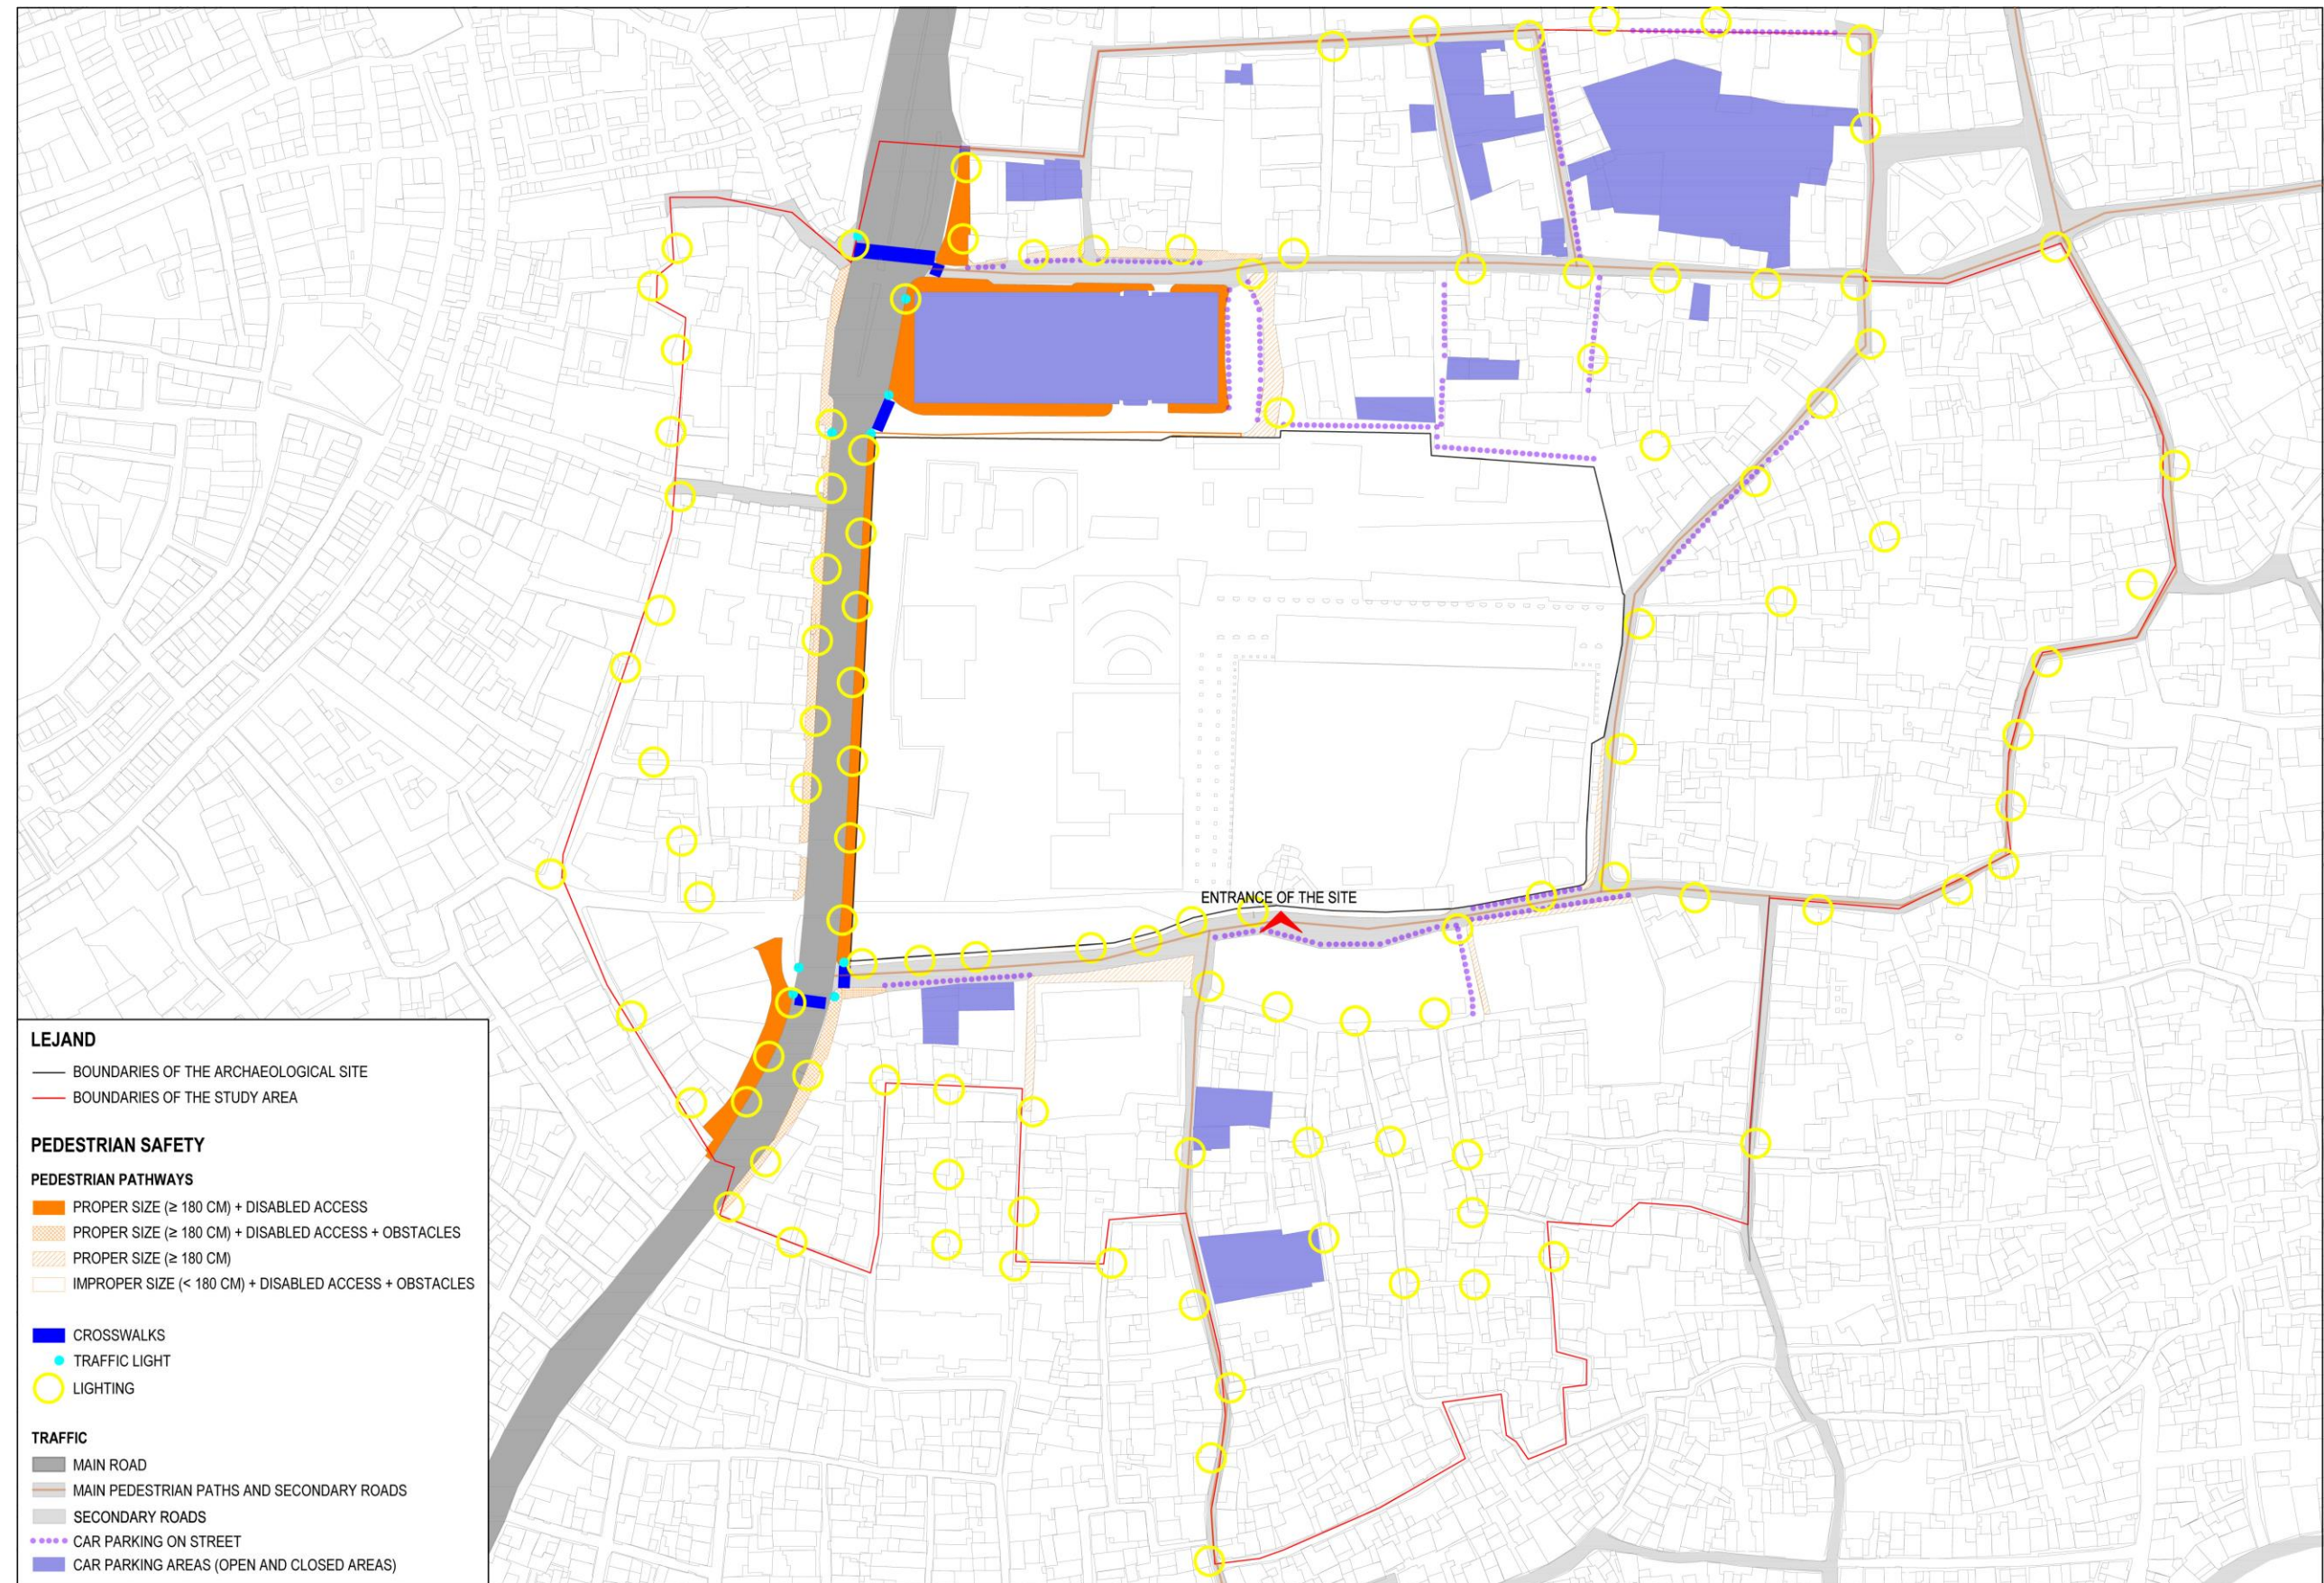 ENTRANCE OF THE SITE
LEJAND
BOUNDARIES OF THE ARCHAEOLOGICAL SITE
BOUNDARIES OF THE STUDY AREA
PEDESTRIAN SAFETY
PEDESTRIAN PATHWAYS
PROPER SIZE (≥ 180 CM) + DISABLED ACCESS
PROPER SIZE (≥ 180 CM) + DISABLED ACCESS + OBSTACLES
PROPER SIZE (≥ 180 CM)
IMPROPER SIZE (< 180 CM) + DISABLED ACCESS + OBSTACLES
CROSSWALKS
TRAFFIC LIGHT
LIGHTING
TRAFFIC
MAIN ROAD
MAIN PEDESTRIAN PATHS AND SECONDARY ROADS
SECONDARY ROADS
CAR PARKING ON STREET
CAR PARKING AREAS (OPEN AND CLOSED AREAS)